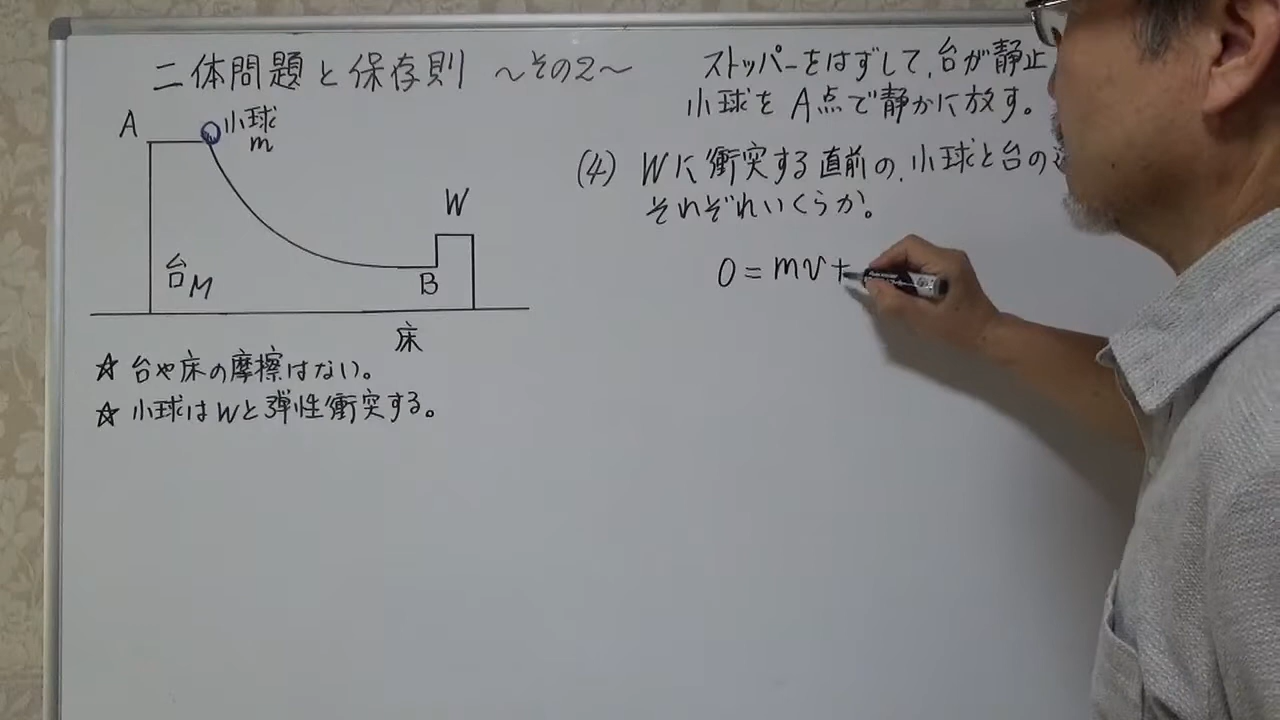 二体問題と保存則 〜その2〜
A
小球
m
W
台M
B
床
☆ 台や床の摩擦はない。
☆ 小球はWと弾性衝突する。
ストッパーをはずして、台が静止
小球を A点で静かに放す。
(4) Wに衝突する直前の、小球と台の
それぞれいくらか。
0 = mv +